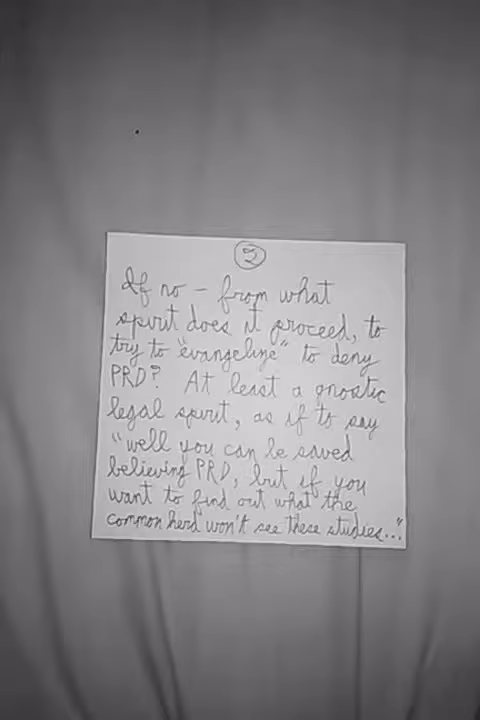 2
If no – from what
spirit does it proceed, to
try to "evangelize" to deny
PRD? At least a gnostic
legal spirit, as if to say
"well you can be saved
believing PRD, but if you
want to find out what the
common herd won't see these studies..."